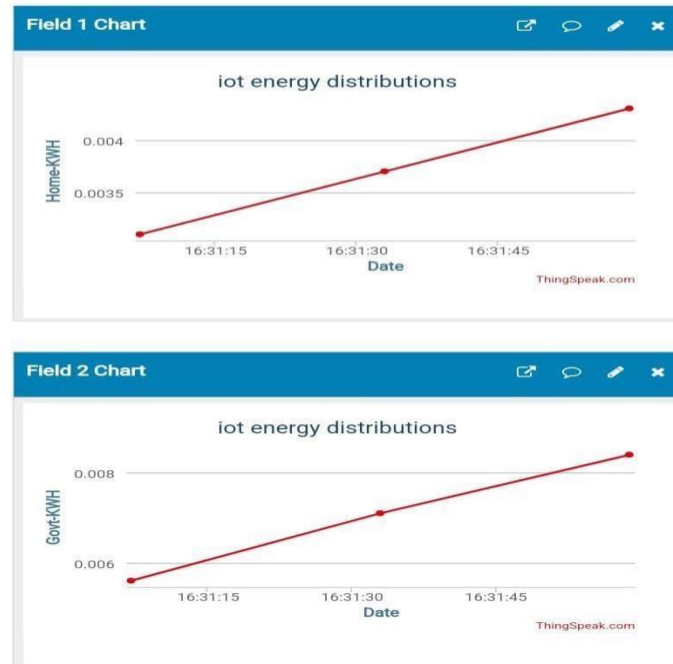 Field 1 Chart
iot energy distributions
Home-KWH
0.004
0.0035
16:31:15 16:31:30 16:31:45
Date
ThingSpeak.com
Field 2 Chart
iot energy distributions
Govt-KWH
0.008
0.006
16:31:15 16:31:30 16:31:45
Date
ThingSpeak.com